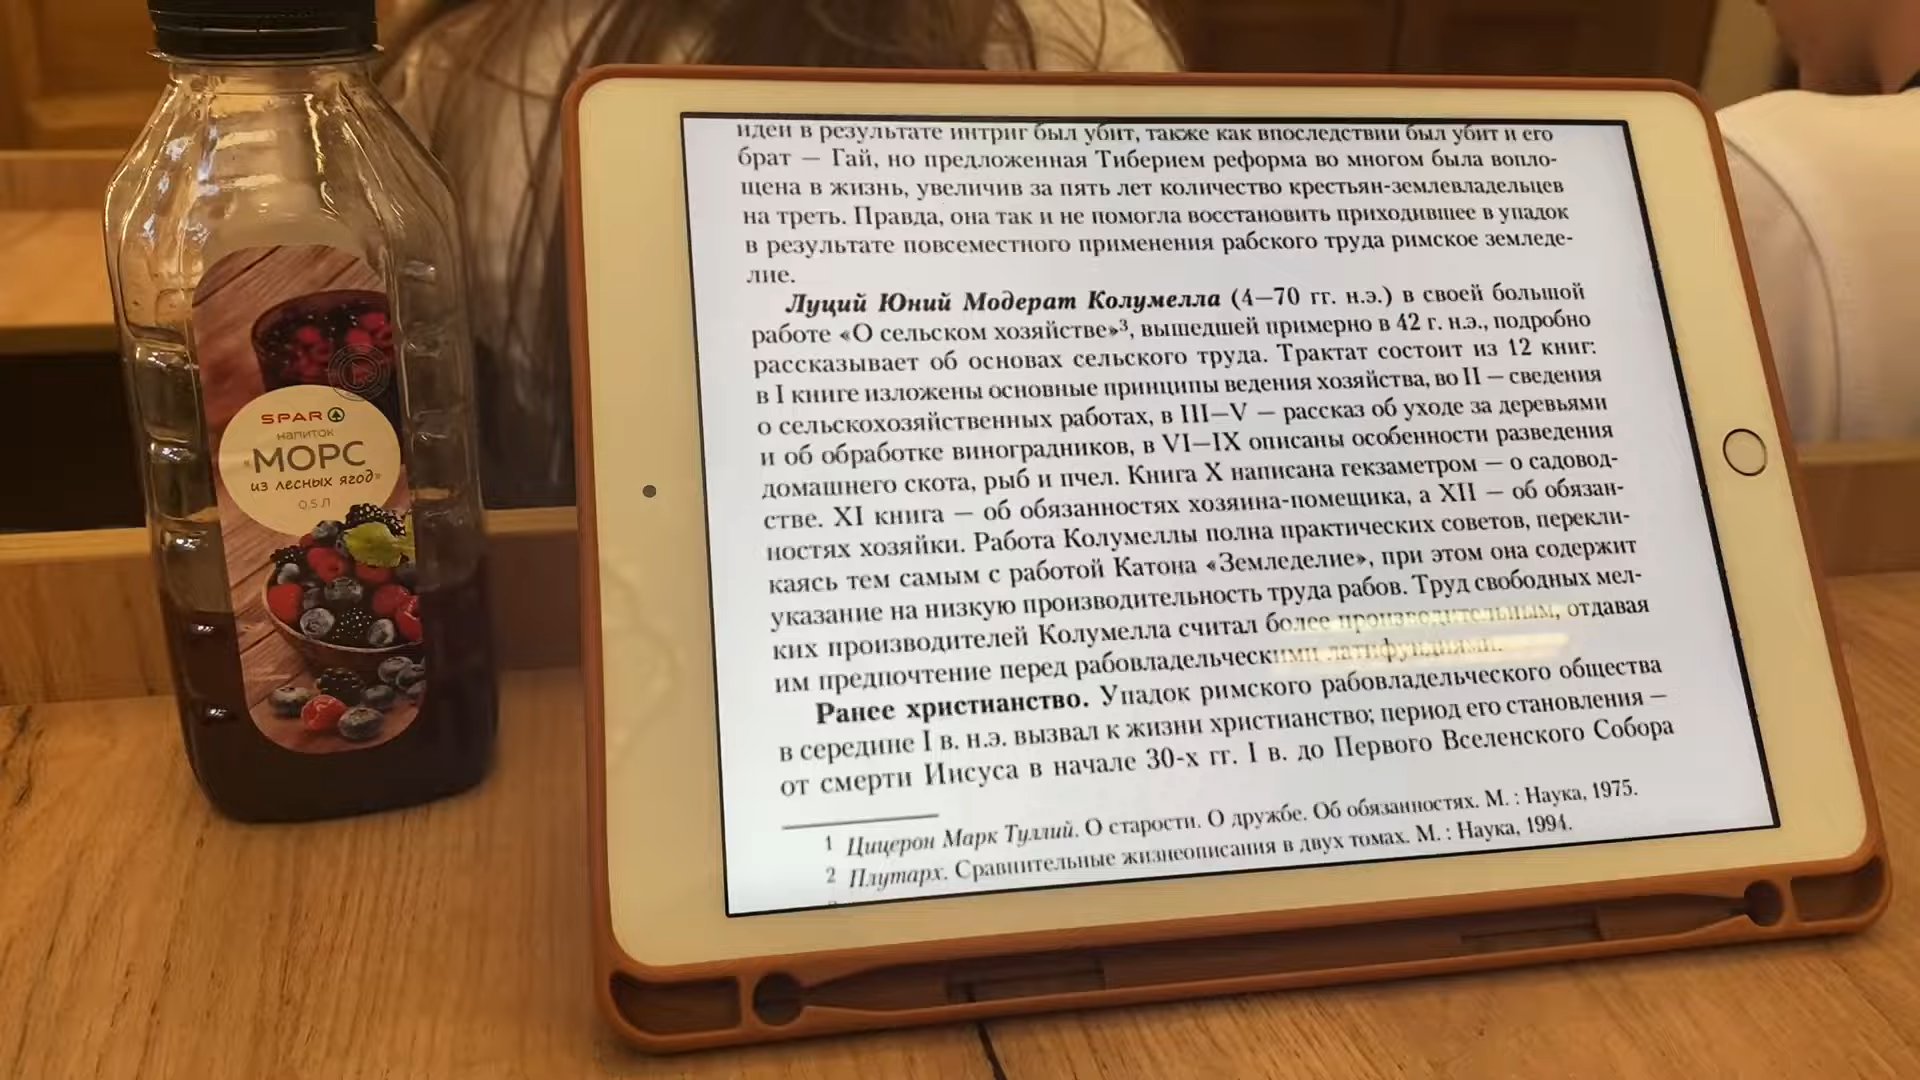 SPAR
напиток
«МОРС
из лесных ягод»
0,5 Л
идеи в результате интриг был убит, также как впоследствии был убит и его
брат — Гай, но предложенная Тиберием реформа во многом была вопло-
щена в жизнь, увеличив за пять лет количество крестьян-землевладельцев
на треть. Правда, она так и не помогла восстановить приходившее в упадок
в результате повсеместного применения рабского труда римское земледе-
лие.
Луций Юний Модерат Колумелла (4—70 гг. н.э.) в своей большой
работе «О сельском хозяйстве»³, вышедшей примерно в 42 г. н.э., подробно
рассказывает об основах сельского труда. Трактат состоит из 12 книг:
в I книге изложены основные принципы ведения хозяйства, во II — сведения
о сельскохозяйственных работах, в III—V — рассказ об уходе за деревьями
и об обработке виноградников, в VI—IX описаны особенности разведения
домашнего скота, рыб и пчел. Книга X написана гекзаметром — о садовод-
стве. XI книга — об обязанностях хозяина-помещика, а XII — об обязан-
ностях хозяйки. Работа Колумеллы полна практических советов, перекли-
каясь тем самым с работой Катона «Земледелие», при этом она содержит
указание на низкую производительность труда рабов. Труд свободных мел-
ких производителей Колумелла считал более производительным, отдавая
им предпочтение перед рабовладельческими латифундиями.
Ранее христианство. Упадок римского рабовладельческого общества
в середине I в. н.э. вызвал к жизни христианство; период его становления —
от смерти Иисуса в начале 30-х гг. I в. до Первого Вселенского Собора
1 Цицерон Марк Туллий. О старости. О дружбе. Об обязанностях. М. : Наука, 1975.
2 Плутарх. Сравнительные жизнеописания в двух томах. М. : Наука, 1994.